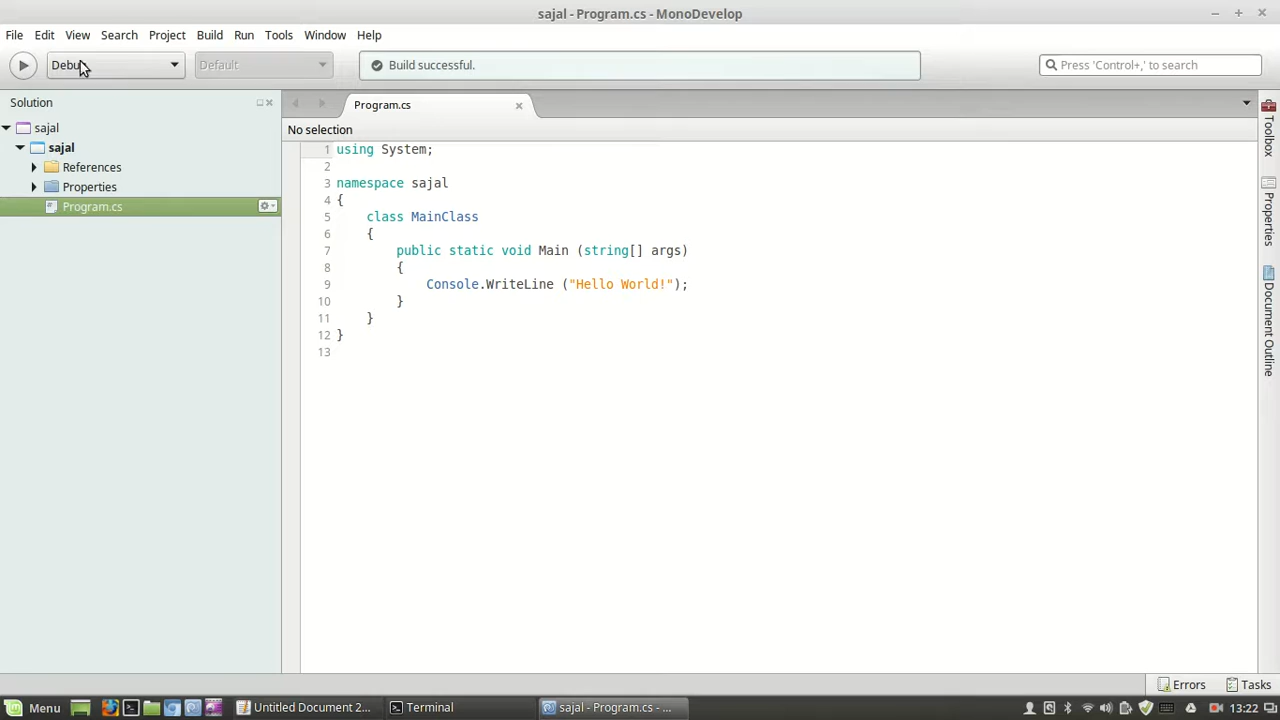 sajal - Program.cs - MonoDevelop
File Edit View Search Project Build Run Tools Window Help
Debug Default Build successful. Press 'Control+,' to search
Solution
sajal
sajal
References
Properties
Program.cs
Program.cs
No selection
1 using System;
2
3 namespace sajal
4 {
5 class MainClass
6 {
7 public static void Main (string[] args)
8 {
9 Console.WriteLine ("Hello World!");
10 }
11 }
12 }
13
Toolbox
Properties
Document Outline
Errors Tasks
Menu Untitled Document 2... Terminal sajal - Program.cs - ... 13:22